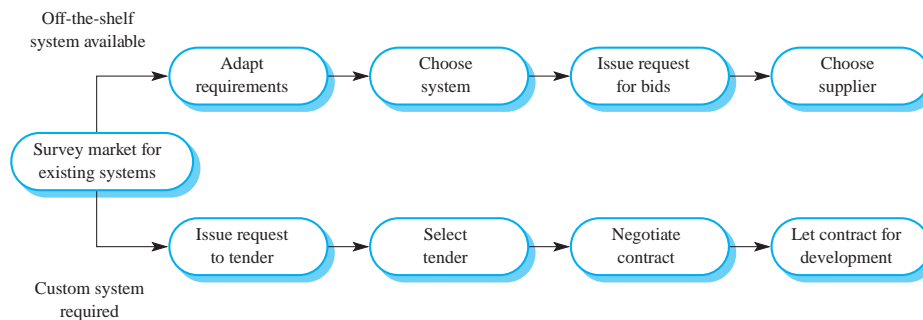 Off-the-shelf
system available
Adapt
requirements
Choose
system
Issue request
for bids
Choose
supplier
Survey market for
existing systems
Issue request
to tender
Select
tender
Negotiate
contract
Let contract for
development
Custom system
required